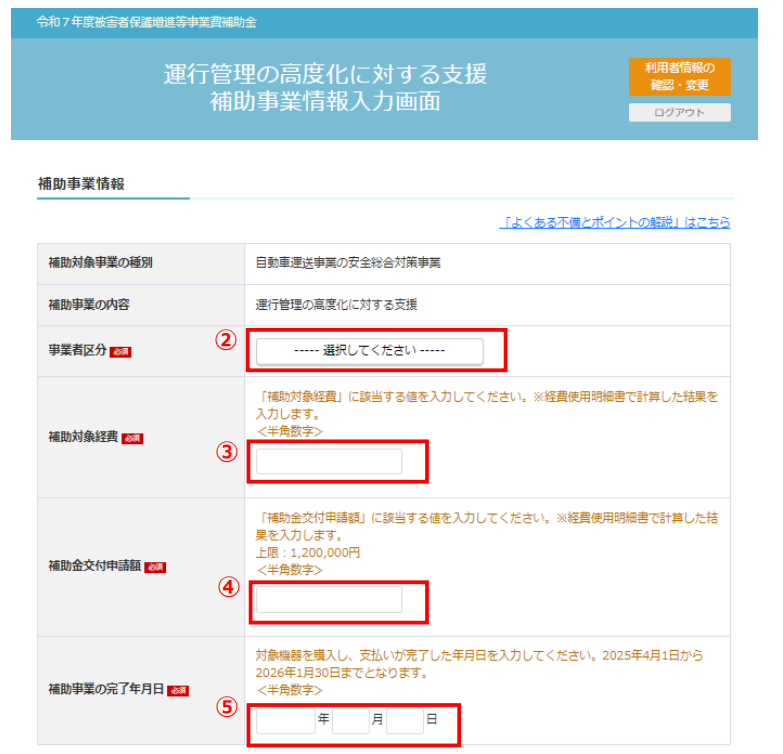 令和7年度被害者保護増進等事業費補助金
運行管理の高度化に対する支援
補助事業情報入力画面
利用者情報の
確認・変更
ログアウト
補助事業情報
「よくある不備とポイントの解説」はこちら
補助対象事業の種別
自動車運送事業の安全総合対策事業
補助事業の内容
運行管理の高度化に対する支援
事業者区分 必須
②
----- 選択してください -----
補助対象経費 必須
「補助対象経費」に該当する値を入力してください。※経費使用明細書で計算した結果を
入力します。
<半角数字>
③
補助金交付申請額 必須
「補助金交付申請額」に該当する値を入力してください。※経費使用明細書で計算した結
果を入力します。
上限:1,200,000円
<半角数字>
④
補助事業の完了年月日 必須
対象機器を購入し、支払いが完了した年月日を入力してください。2025年4月1日から
2026年1月30日までとなります。
<半角数字>
⑤
年 月 日